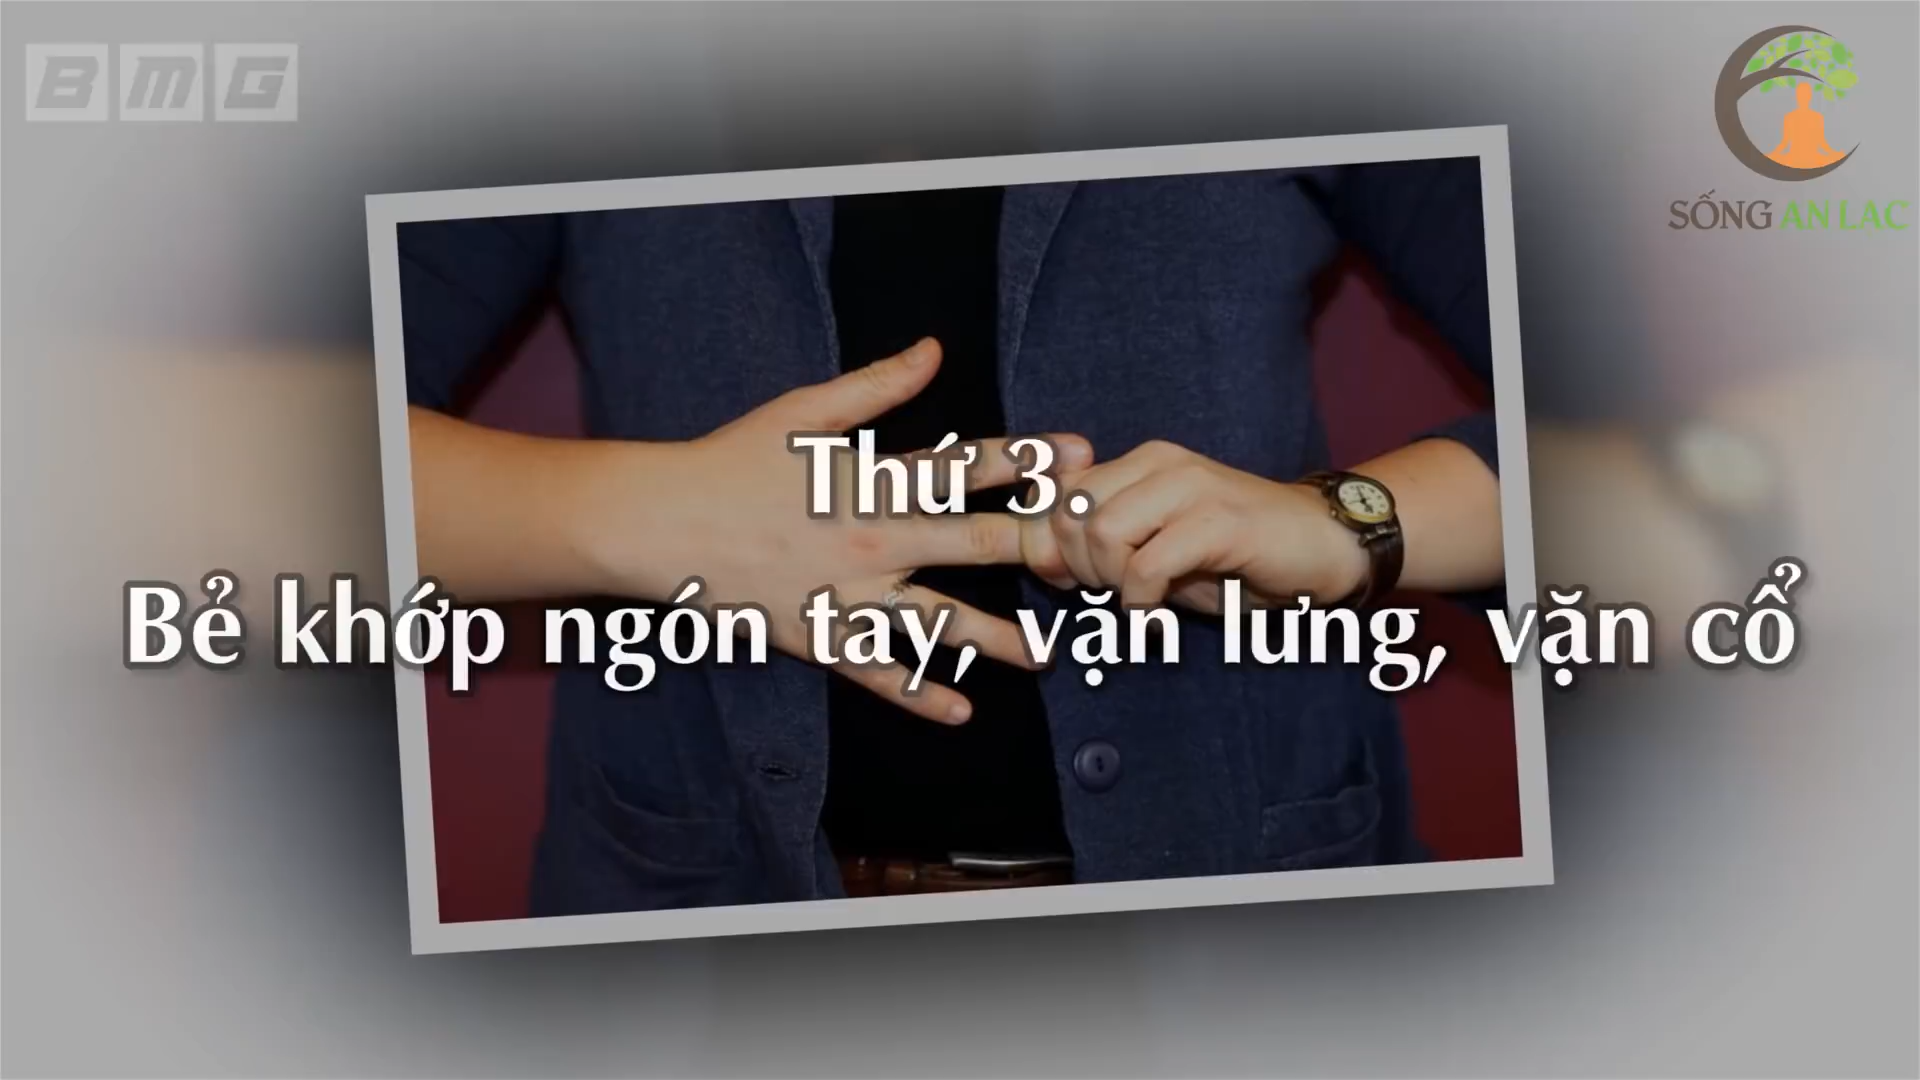 BMG
SỐNG AN LẠC
Thứ 3.
Bẻ khớp ngón tay, vặn lưng, vặn cổ